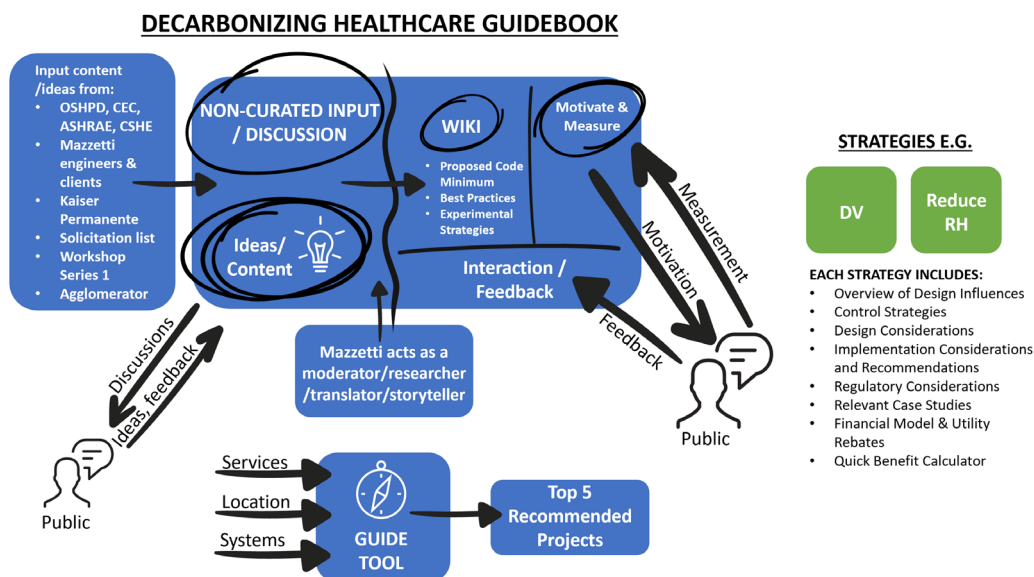 DECARBONIZING HEALTHCARE GUIDEBOOK
Input content
/ideas from:
• OSHPD, CEC,
ASHRAE, CSHE
• Mazzetti
engineers &
clients
• Kaiser
Permanente
• Solicitation list
• Workshop
Series 1
• Agglomerator
NON-CURATED INPUT
/ DISCUSSION
Ideas/
Content
WIKI
• Proposed Code
Minimum
• Best Practices
• Experimental
Strategies
Motivate &
Measure
Interaction /
Feedback
Mazzetti acts as a
moderator/researcher
/translator/storyteller
Measurement
Motivation
Feedback
Public
Discussions
Ideas, feedback
Public
Services
Location
Systems
GUIDE
TOOL
Top 5
Recommended
Projects
STRATEGIES E.G.
DV
Reduce
RH
EACH STRATEGY INCLUDES:
• Overview of Design Influences
• Control Strategies
• Design Considerations
• Implementation Considerations
and Recommendations
• Regulatory Considerations
• Relevant Case Studies
• Financial Model & Utility
Rebates
• Quick Benefit Calculator